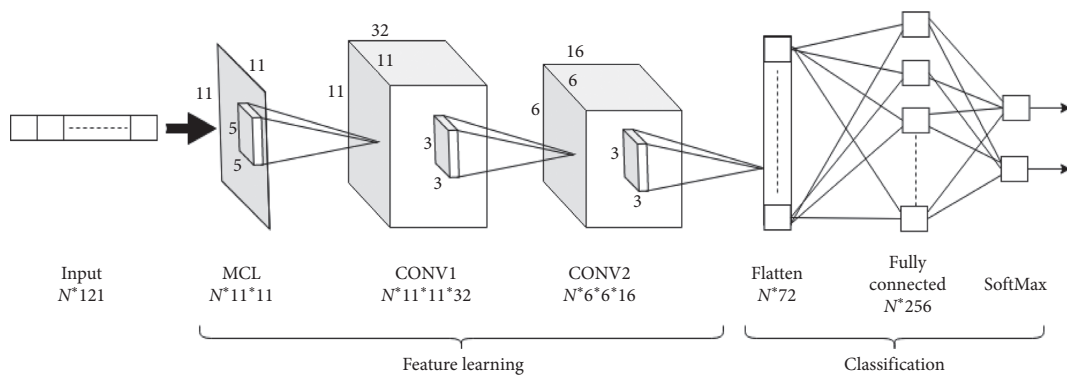 32
11
11
11
11
5
5
3
3
16
6
6
3
3
Input
N*121
MCL
N*11*11
CONV1
N*11*11*32
CONV2
N*6*6*16
Flatten
N*72
Fully
connected
N*256
SoftMax
Feature learning
Classification